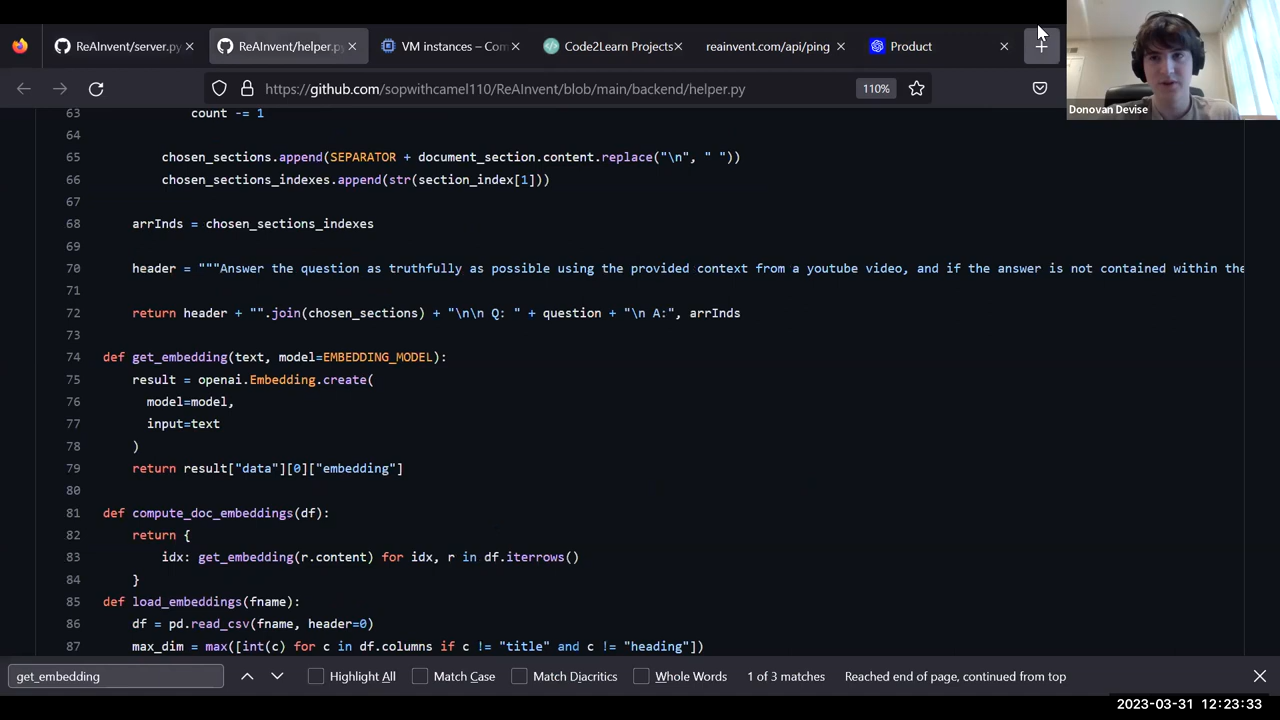 ReAInvent/server.py
ReAInvent/helper.py
VM instances – Com
Code2Learn Projects
reainvent.com/api/ping
Product
https://github.com/sopwithcamel110/ReAInvent/blob/main/backend/helper.py
110%
Donovan Devise
63 count -= 1
64
65 chosen_sections.append(SEPARATOR + document_section.content.replace("\n", " "))
66 chosen_sections_indexes.append(str(section_index[1]))
67
68 arrInds = chosen_sections_indexes
69
70 header = """Answer the question as truthfully as possible using the provided context from a youtube video, and if the answer is not contained within the
71
72 return header + "".join(chosen_sections) + "\n\n Q: " + question + "\n A:", arrInds
73
74 def get_embedding(text, model=EMBEDDING_MODEL):
75 result = openai.Embedding.create(
76 model=model,
77 input=text
78 )
79 return result["data"][0]["embedding"]
80
81 def compute_doc_embeddings(df):
82 return {
83 idx: get_embedding(r.content) for idx, r in df.iterrows()
84 }
85 def load_embeddings(fname):
86 df = pd.read_csv(fname, header=0)
87 max_dim = max([int(c) for c in df.columns if c != "title" and c != "heading"])
get_embedding
Highlight All
Match Case
Match Diacritics
Whole Words
1 of 3 matches
Reached end of page, continued from top
2023-03-31 12:23:33